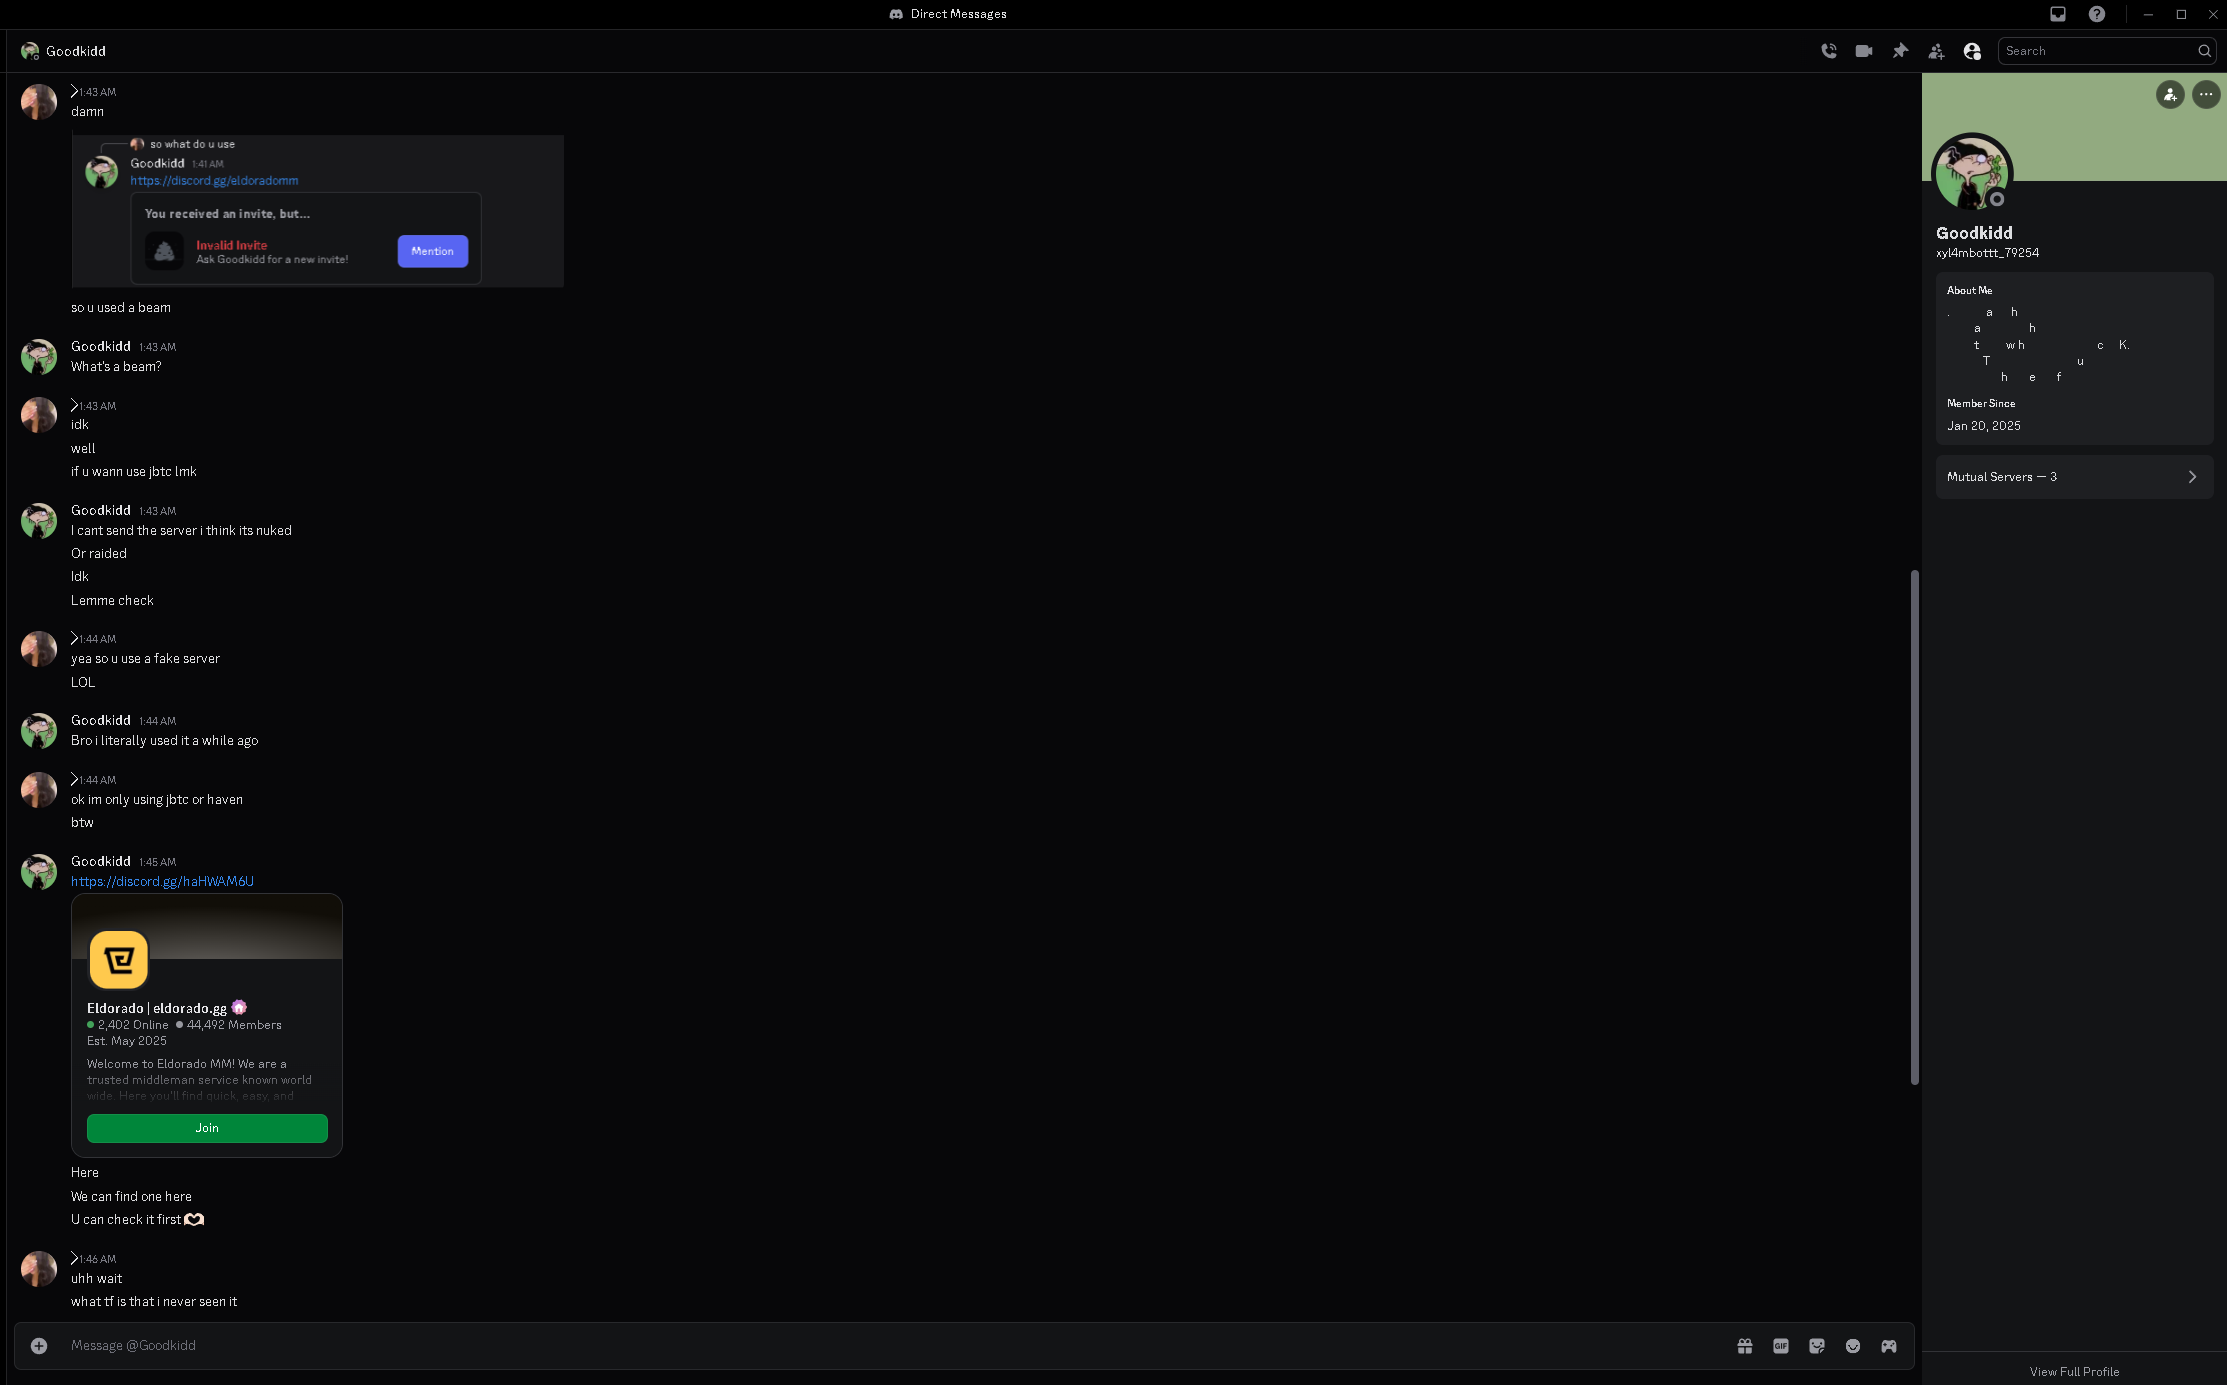 Direct Messages
Goodkidd
Search
1:43 AM
damn
so what do u use
Goodkidd 1:41 AM
https://discord.gg/eldoradomm
You received an invite, but...
Invalid Invite
Ask Goodkidd for a new invite!
Mention
so u used a beam
Goodkidd 1:43 AM
What's a beam?
1:43 AM
idk
well
if u wann use jbtc lmk
Goodkidd 1:43 AM
I cant send the server i think its nuked
Or raided
Idk
Lemme check
1:44 AM
yea so u use a fake server
LOL
Goodkidd 1:44 AM
Bro i literally used it a while ago
1:44 AM
ok im only using jbtc or haven
btw
Goodkidd 1:45 AM
https://discord.gg/haHWAM6U
Eldorado | eldorado.gg
2,402 Online 44,492 Members
Est. May 2025
Welcome to Eldorado MM! We are a
trusted middleman service known world
wide. Here you'll find quick, easy, and
Join
Here
We can find one here
U can check it first
1:46 AM
uhh wait
what tf is that i never seen it
Message @Goodkidd
GIF
Goodkidd
xyl4mbottt_79254
About Me
. a h
a h
t w h c K.
T u
h e f
Member Since
Jan 20, 2025
Mutual Servers — 3
View Full Profile